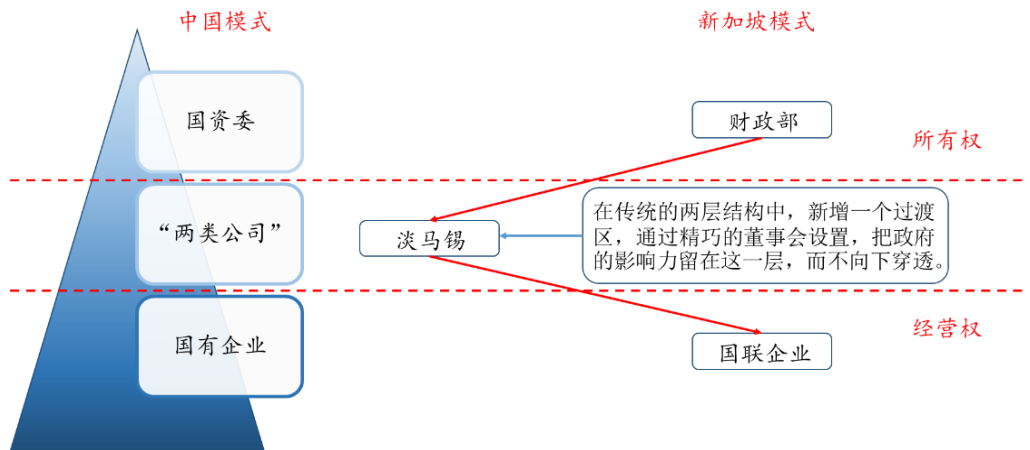 中国模式
新加坡模式
国资委
财政部
所有权
“两类公司”
淡马锡
在传统的两层结构中，新增一个过渡
区，通过精巧的董事会设置，把政府
的影响力留在这一层，而不向下穿透。
国有企业
国联企业
经营权